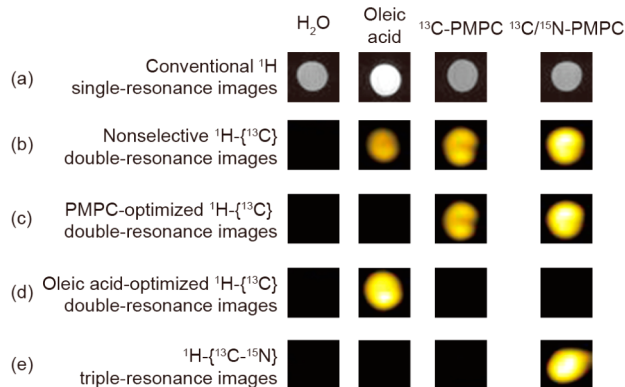 H₂O
Oleic acid
¹³C-PMPC
¹³C/¹⁵N-PMPC
(a)
Conventional ¹H
single-resonance images
(b)
Nonselective ¹H-{¹³C}
double-resonance images
(c)
PMPC-optimized ¹H-{¹³C}
double-resonance images
(d)
Oleic acid-optimized ¹H-{¹³C}
double-resonance images
(e)
¹H-{¹³C-¹⁵N}
triple-resonance images